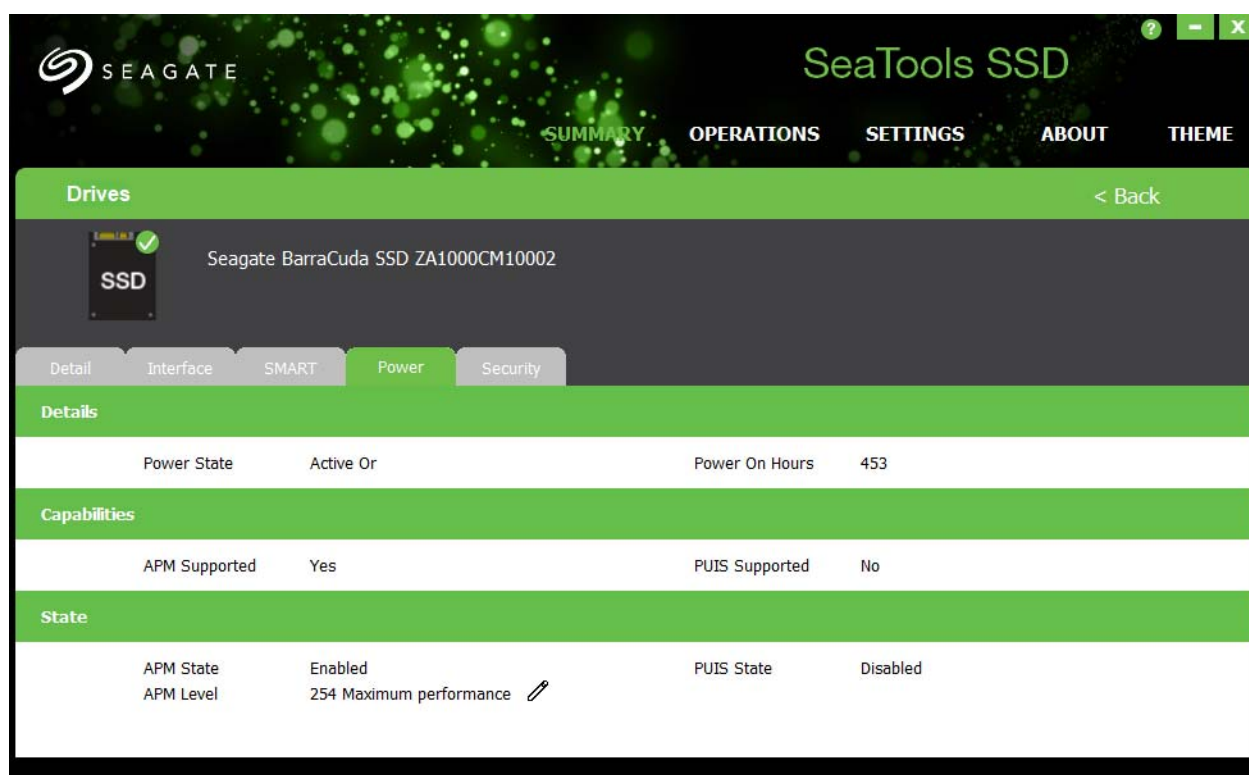 SEAGATE
SeaTools SSD
? - X
SUMMARY OPERATIONS SETTINGS ABOUT THEME
Drives < Back
SSD
Seagate BarraCuda SSD ZA1000CM10002
Detail Interface SMART Power Security
Details
Power State Active Or Power On Hours 453
Capabilities
APM Supported Yes PUIS Supported No
State
APM State Enabled PUIS State Disabled
APM Level 254 Maximum performance